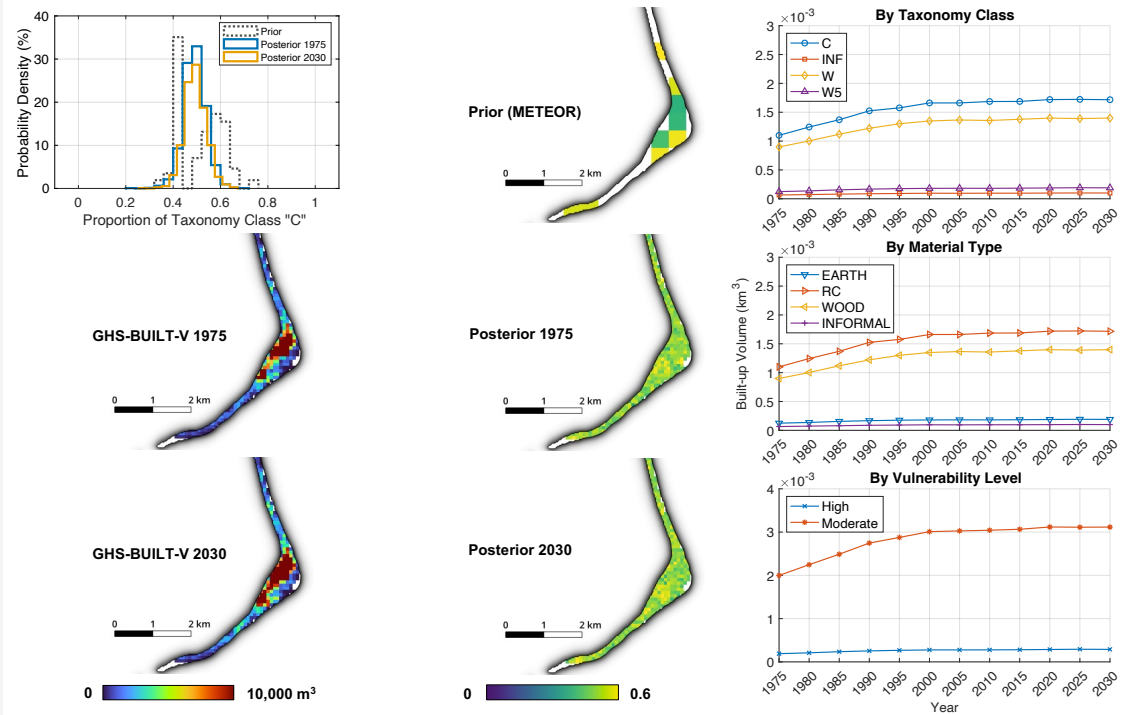 40
30
20
10
0
Probability Density (%)
Prior
Posterior 1975
Posterior 2030
0 0.2 0.4 0.6 0.8 1
Proportion of Taxonomy Class "C"
GHS-BUILT-V 1975
0 1 2 km
GHS-BUILT-V 2030
0 1 2 km
0 10,000 m³
Prior (METEOR)
0 1 2 km
Posterior 1975
0 1 2 km
Posterior 2030
0 1 2 km
0 0.6
By Taxonomy Class
×10⁻³
3
2.5
2
1.5
1
0.5
0
C
INF
W
W5
1975 1980 1985 1990 1995 2000 2005 2010 2015 2020 2025 2030
By Material Type
×10⁻³
3
2.5
2
1.5
1
0.5
0
Built-up Volume (km³)
EARTH
RC
WOOD
INFORMAL
1975 1980 1985 1990 1995 2000 2005 2010 2015 2020 2025 2030
By Vulnerability Level
×10⁻³
4
3
2
1
0
High
Moderate
1975 1980 1985 1990 1995 2000 2005 2010 2015 2020 2025 2030
Year